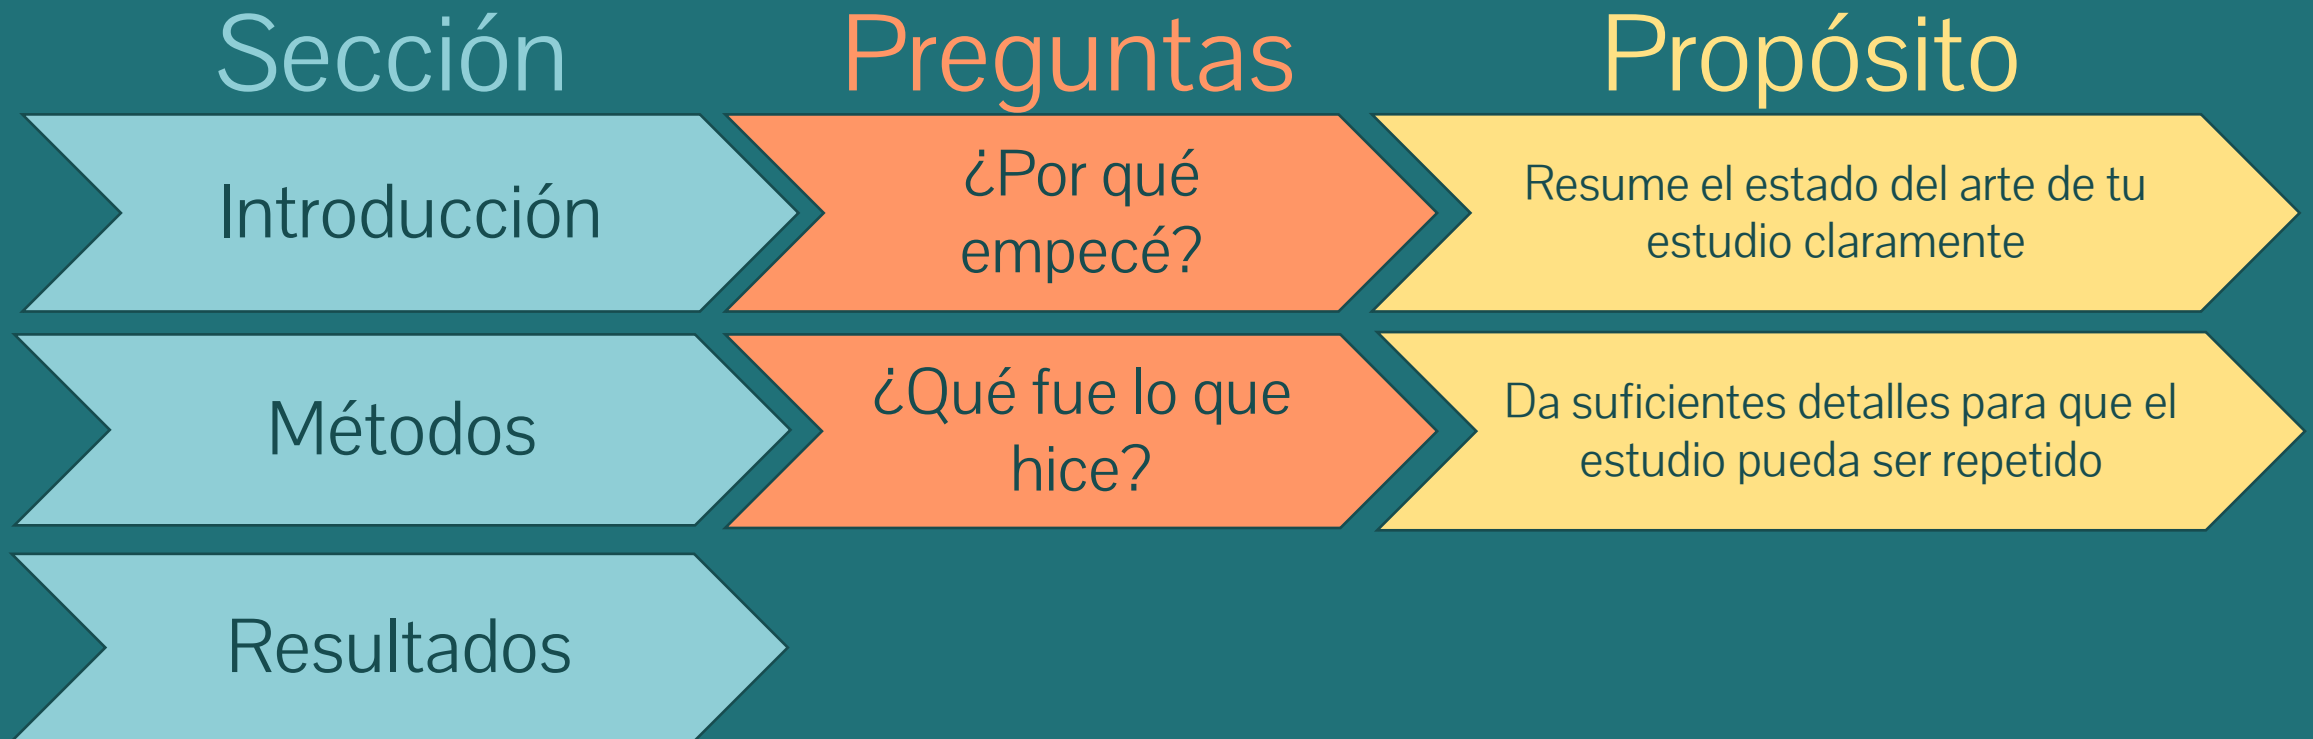 Sección
Preguntas
Propósito
Introducción
¿Por qué
empecé?
Resume el estado del arte de tu
estudio claramente
Métodos
¿Qué fue lo que
hice?
Da suficientes detalles para que el
estudio pueda ser repetido
Resultados